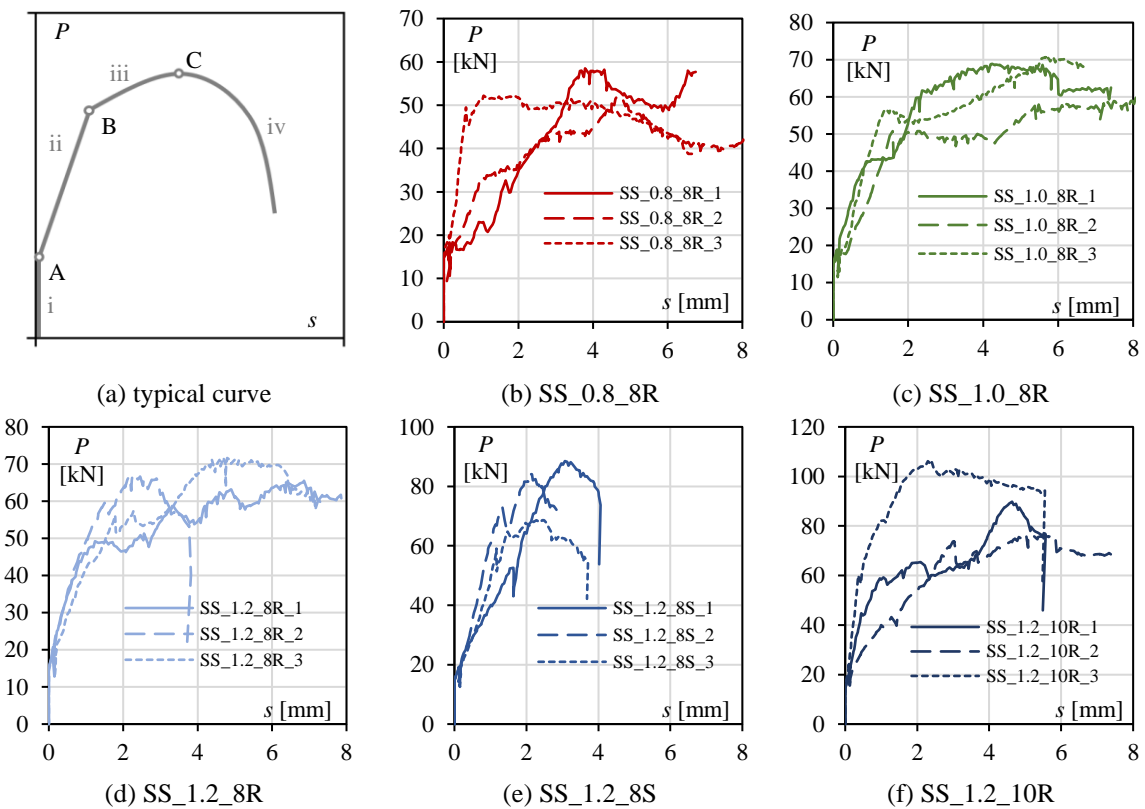 P
C
iii
B
iv
ii
A
i
s
(a) typical curve
70
60
50
40
30
20
10
0
P
[kN]
SS_0.8_8R_1
SS_0.8_8R_2
SS_0.8_8R_3
s [mm]
0 2 4 6 8
(b) SS_0.8_8R
80
70
60
50
40
30
20
10
0
P
[kN]
SS_1.0_8R_1
SS_1.0_8R_2
SS_1.0_8R_3
s [mm]
0 2 4 6 8
(c) SS_1.0_8R
80
70
60
50
40
30
20
10
0
P
[kN]
SS_1.2_8R_1
SS_1.2_8R_2
SS_1.2_8R_3
s [mm]
0 2 4 6 8
(d) SS_1.2_8R
100
80
60
40
20
0
P
[kN]
SS_1.2_8S_1
SS_1.2_8S_2
SS_1.2_8S_3
s [mm]
0 2 4 6 8
(e) SS_1.2_8S
120
100
80
60
40
20
0
P
[kN]
SS_1.2_10R_1
SS_1.2_10R_2
SS_1.2_10R_3
s [mm]
0 2 4 6 8
(f) SS_1.2_10R